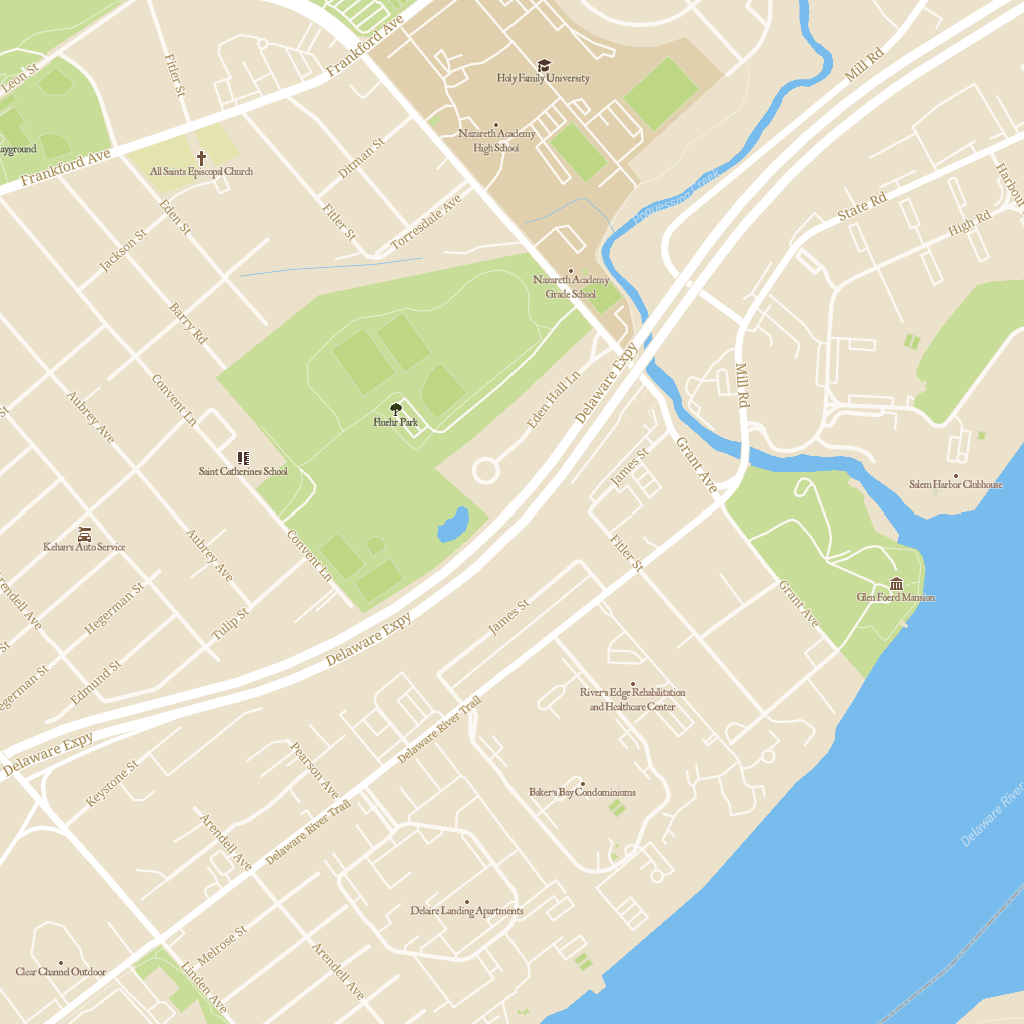 Leon St
Fitler St
Frankford Ave
Holy Family University
Mill Rd
Nazareth Academy
High School
Ditman St
ayground
Frankford Ave
All Saints Episcopal Church
Poquessing Creek
State Rd
High Rd
Harbour
Eden St
Fitler St
Torresdale Ave
Jackson St
Nazareth Academy
Grade School
Barry Rd
Delaware Expy
Mill Rd
Convent Ln
Aubrey Ave
Eden Hall Ln
Fluehr Park
St
James St
Grant Ave
Saint Catherines School
Salem Harbor Clubhouse
Kehan's Auto Service
Aubrey Ave
Convent Ln
Fitler St
Glen Foerd Mansion
Grant Ave
Arendell Ave
Hegerman St
Tulip St
James St
Delaware Expy
St
Edmund St
egerman St
River's Edge Rehabilitation
and Healthcare Center
Delaware River Trail
Delaware Expy
Keystone St
Pearson Ave
Baker's Bay Condominiums
Delaware River
Arendell Ave
Delaware River Trail
Delaire Landing Apartments
Melrose St
Clear Channel Outdoor
Linden Ave
Arendell Ave